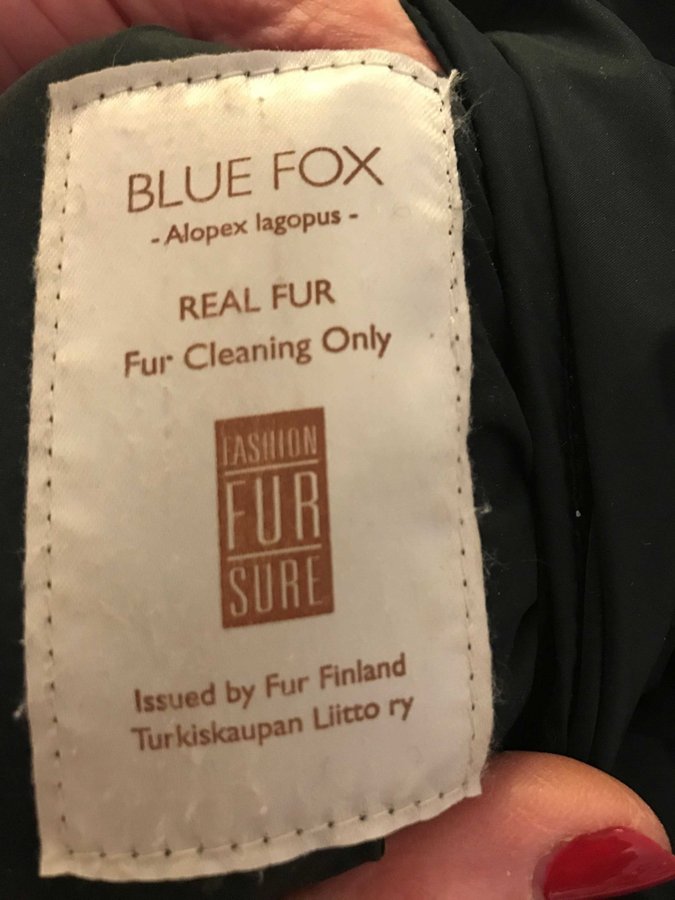 BLUE FOX
- Alopex lagopus -
REAL FUR
Fur Cleaning Only
FASHION
FUR
SURE
Issued by Fur Finland
Turkiskaupan Liitto ry